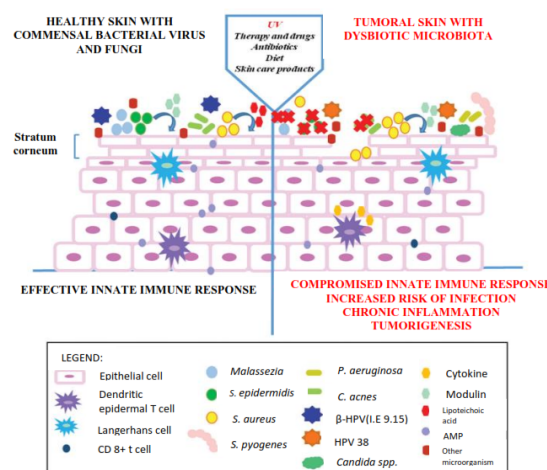 HEALTHY SKIN WITH
COMMENSAL BACTERIAL VIRUS
AND FUNGI
UV
Therapy and drugs
Antibiotics
Diet
Skin care products
TUMORAL SKIN WITH
DYSBIOTIC MICROBIOTA
Stratum
corneum
EFFECTIVE INNATE IMMUNE RESPONSE
COMPROMISED INNATE IMMUNE RESPONSE
INCREASED RISK OF INFECTION
CHRONIC INFLAMMATION
TUMORIGENESIS
LEGEND:
Epithelial cell
Dendritic
epidermal T cell
Langerhans cell
CD 8+ t cell
Malassezia
S. epidermidis
S. aureus
S. pyogenes
P. aeruginosa
C. acnes
β-HPV(I.E 9.15)
HPV 38
Candida spp.
Cytokine
Modulin
Lipoteichoic
acid
AMP
Other
microorganism